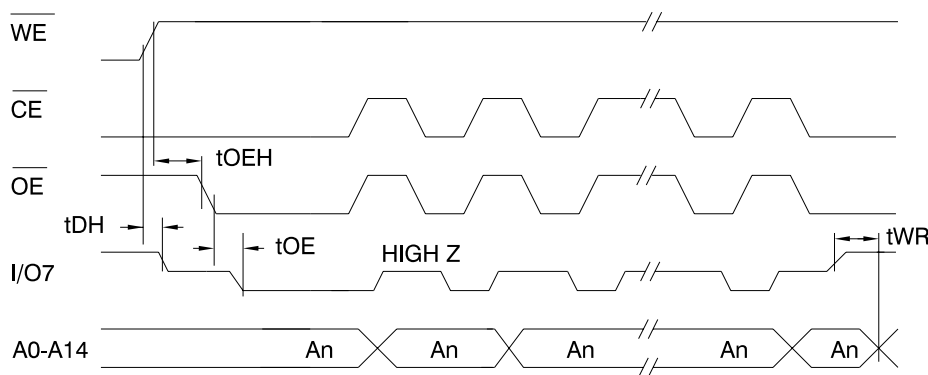 WE
CE
tOEH
OE
tDH
tOE
tWR
HIGH Z
I/O7
A0-A14 An An An An An